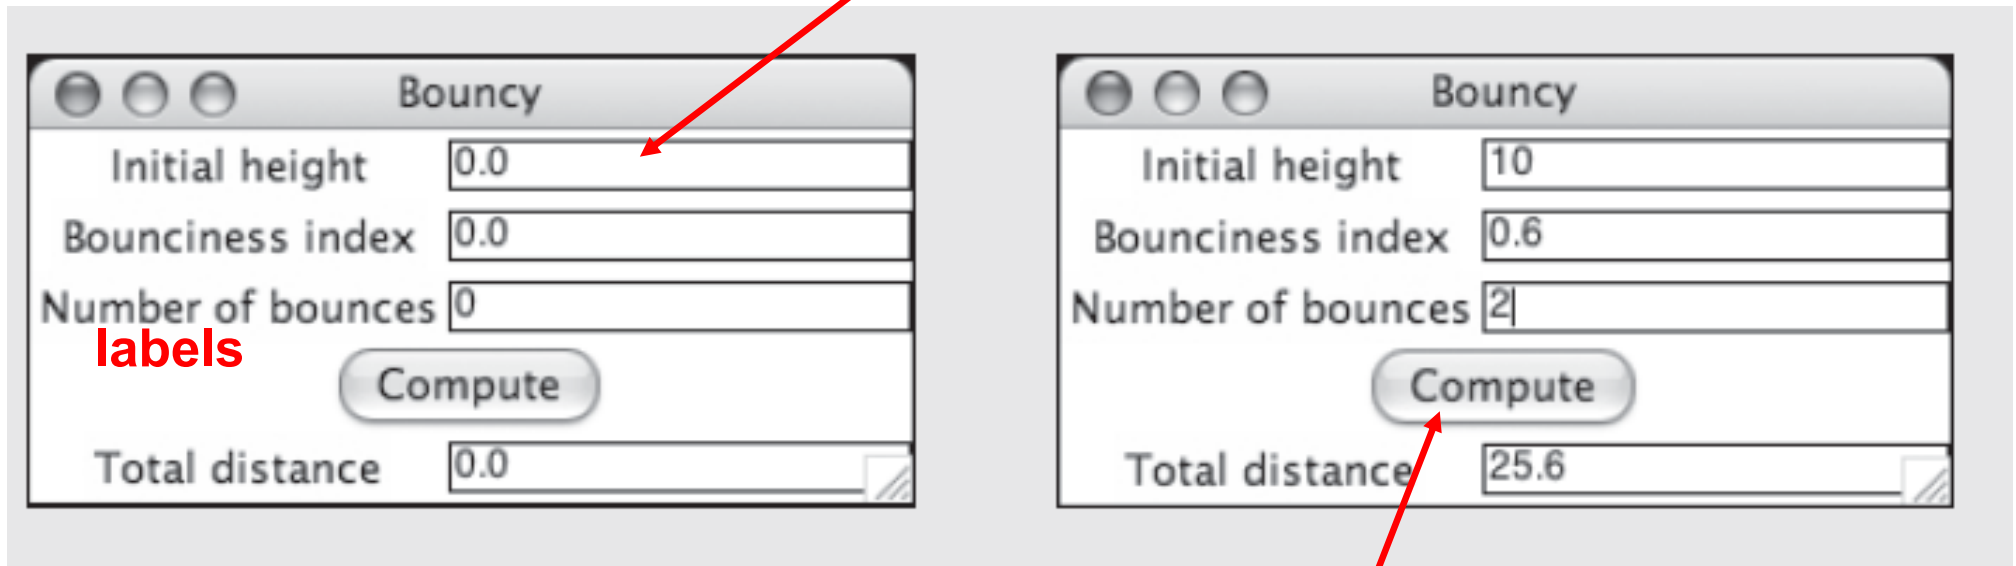 Bouncy
Initial height 0.0
Bounciness index 0.0
Number of bounces 0
labels
Compute
Total distance 0.0
Bouncy
Initial height 10
Bounciness index 0.6
Number of bounces 2
Compute
Total distance 25.6